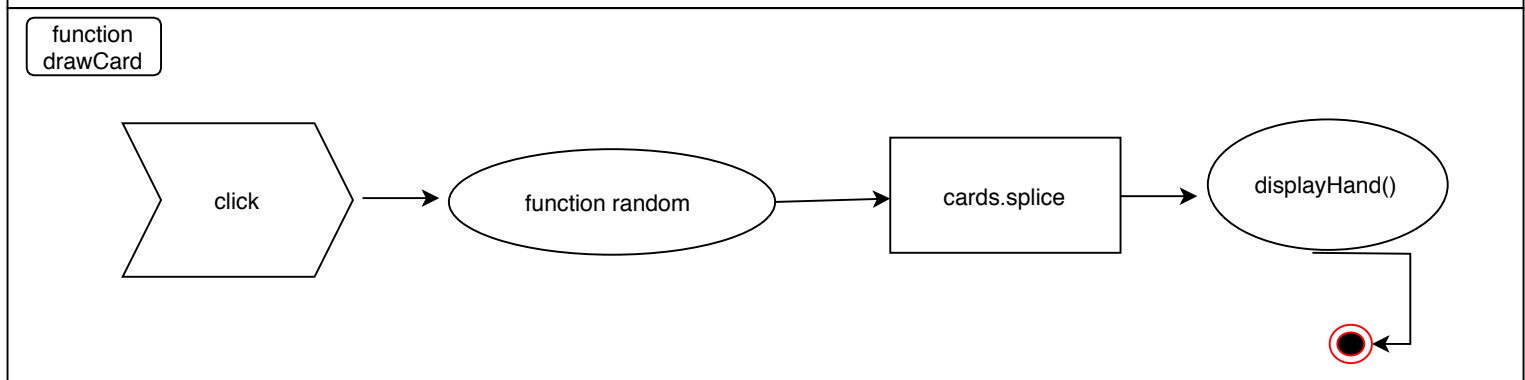 function
drawCard
click
function random
cards.splice
displayHand()